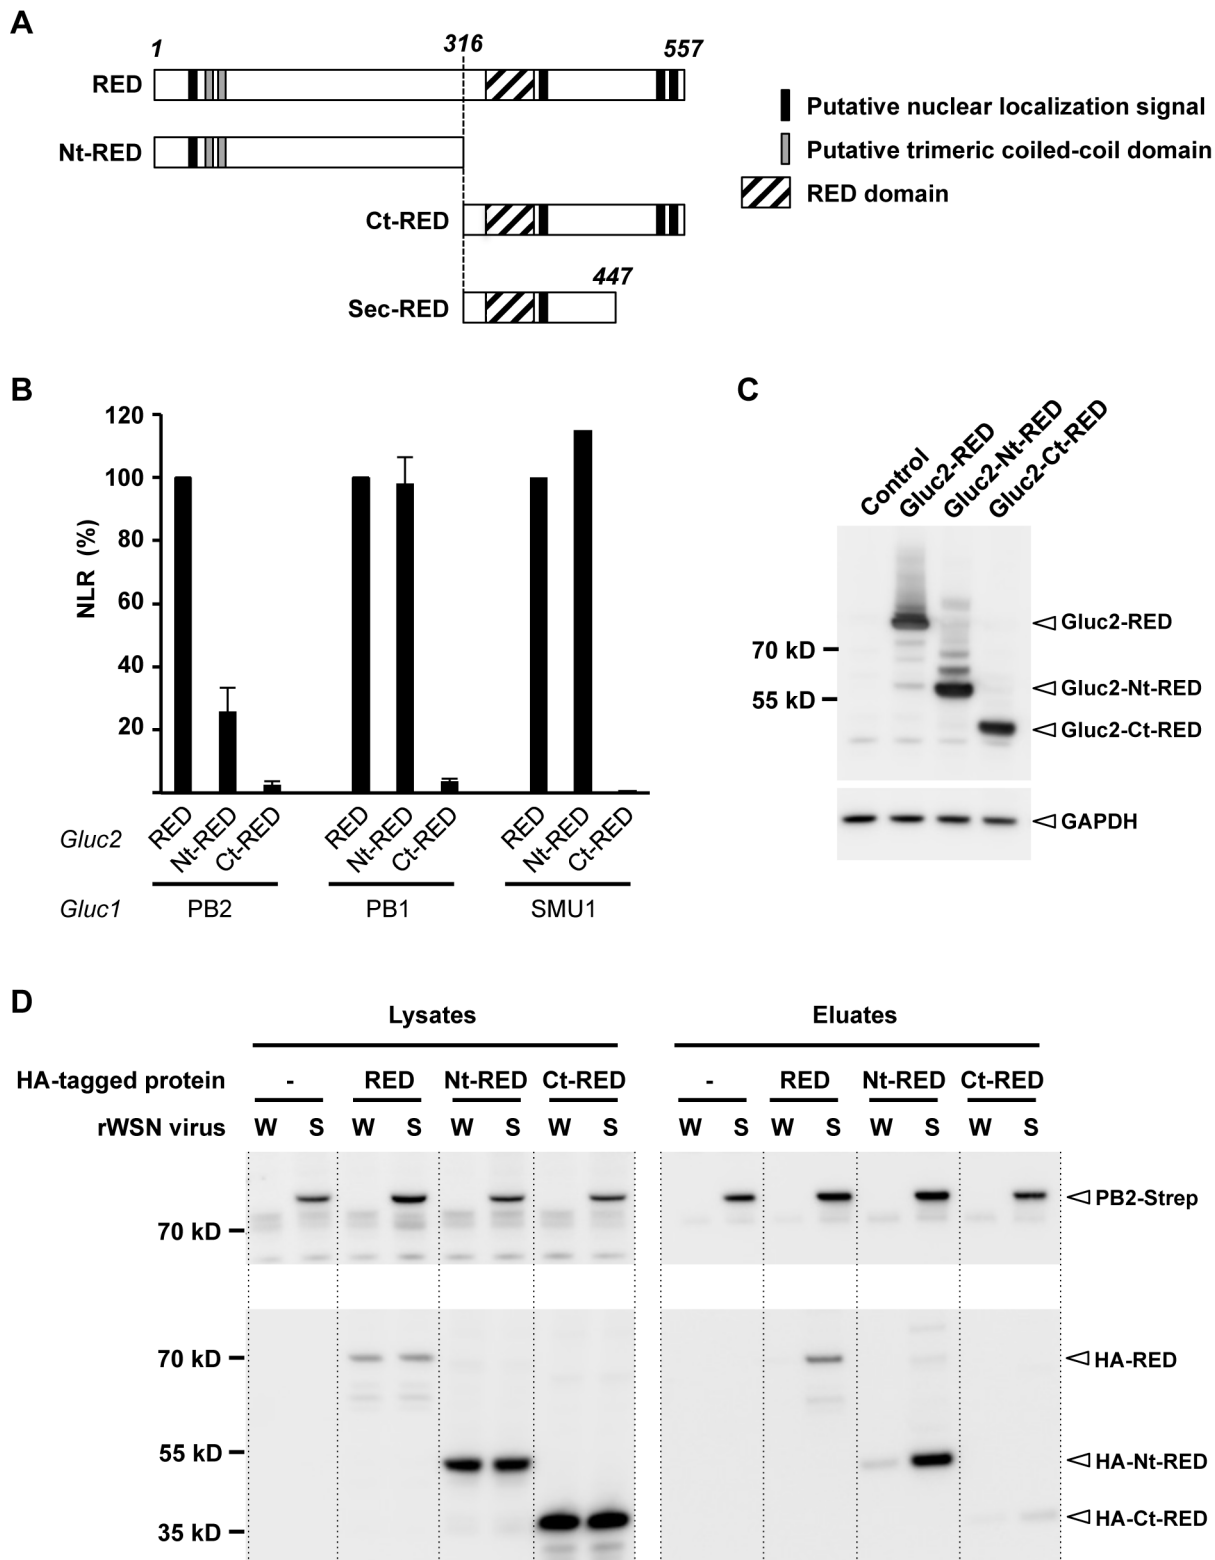 A
1 316 557
RED
Nt-RED
Ct-RED
447
Sec-RED
Putative nuclear localization signal
Putative trimeric coiled-coil domain
RED domain
B
NLR (%)
120
100
80
60
40
20
Gluc2
RED Nt-RED Ct-RED RED Nt-RED Ct-RED RED Nt-RED Ct-RED
Gluc1 PB2 PB1 SMU1
C
Control Gluc2-RED Gluc2-Nt-RED Gluc2-Ct-RED
70 kD
55 kD
Gluc2-RED
Gluc2-Nt-RED
Gluc2-Ct-RED
GAPDH
D
Lysates Eluates
HA-tagged protein - RED Nt-RED Ct-RED - RED Nt-RED Ct-RED
rWSN virus W S W S W S W S W S W S W S W S
PB2-Strep
70 kD
70 kD HA-RED
55 kD HA-Nt-RED
35 kD HA-Ct-RED